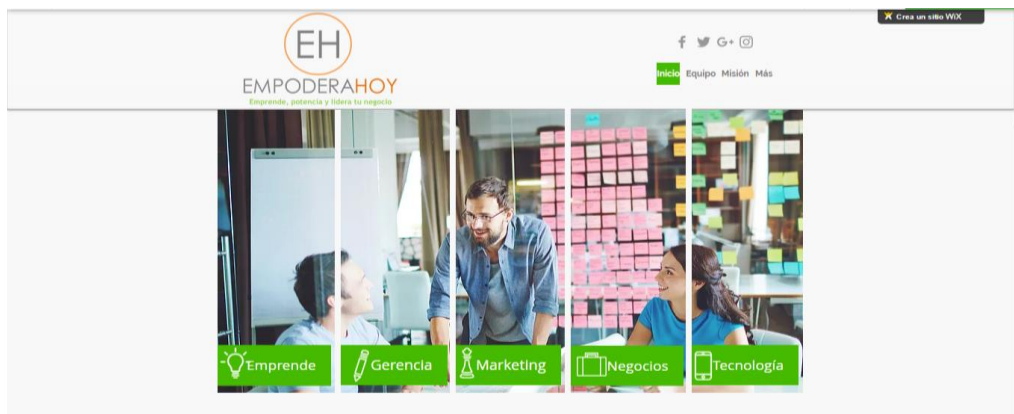 Crea un sitio WiX
EH
EMPODERAHOY
Emprende, potencia y lidera tu negocio
G+
Inicio Equipo Misión Más
Emprende Gerencia Marketing Negocios Tecnología